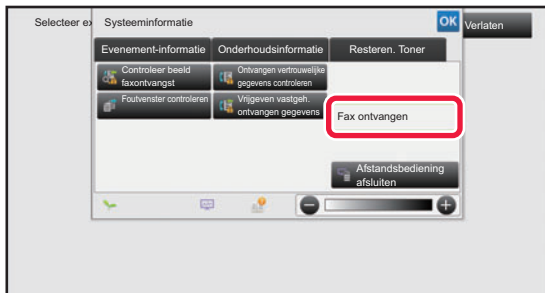 Selecteer ex
Systeeminformatie
OK
Verlaten
Evenement-informatie
Onderhoudsinformatie
Resteren. Toner
Controleer beeld
faxontvangst
Ontvangen vertrouwelijke
gegevens controleren
Foutvenster controleren
Vrijgeven vastgeh.
ontvangen gegevens
Fax ontvangen
Afstandsbediening
afsluiten